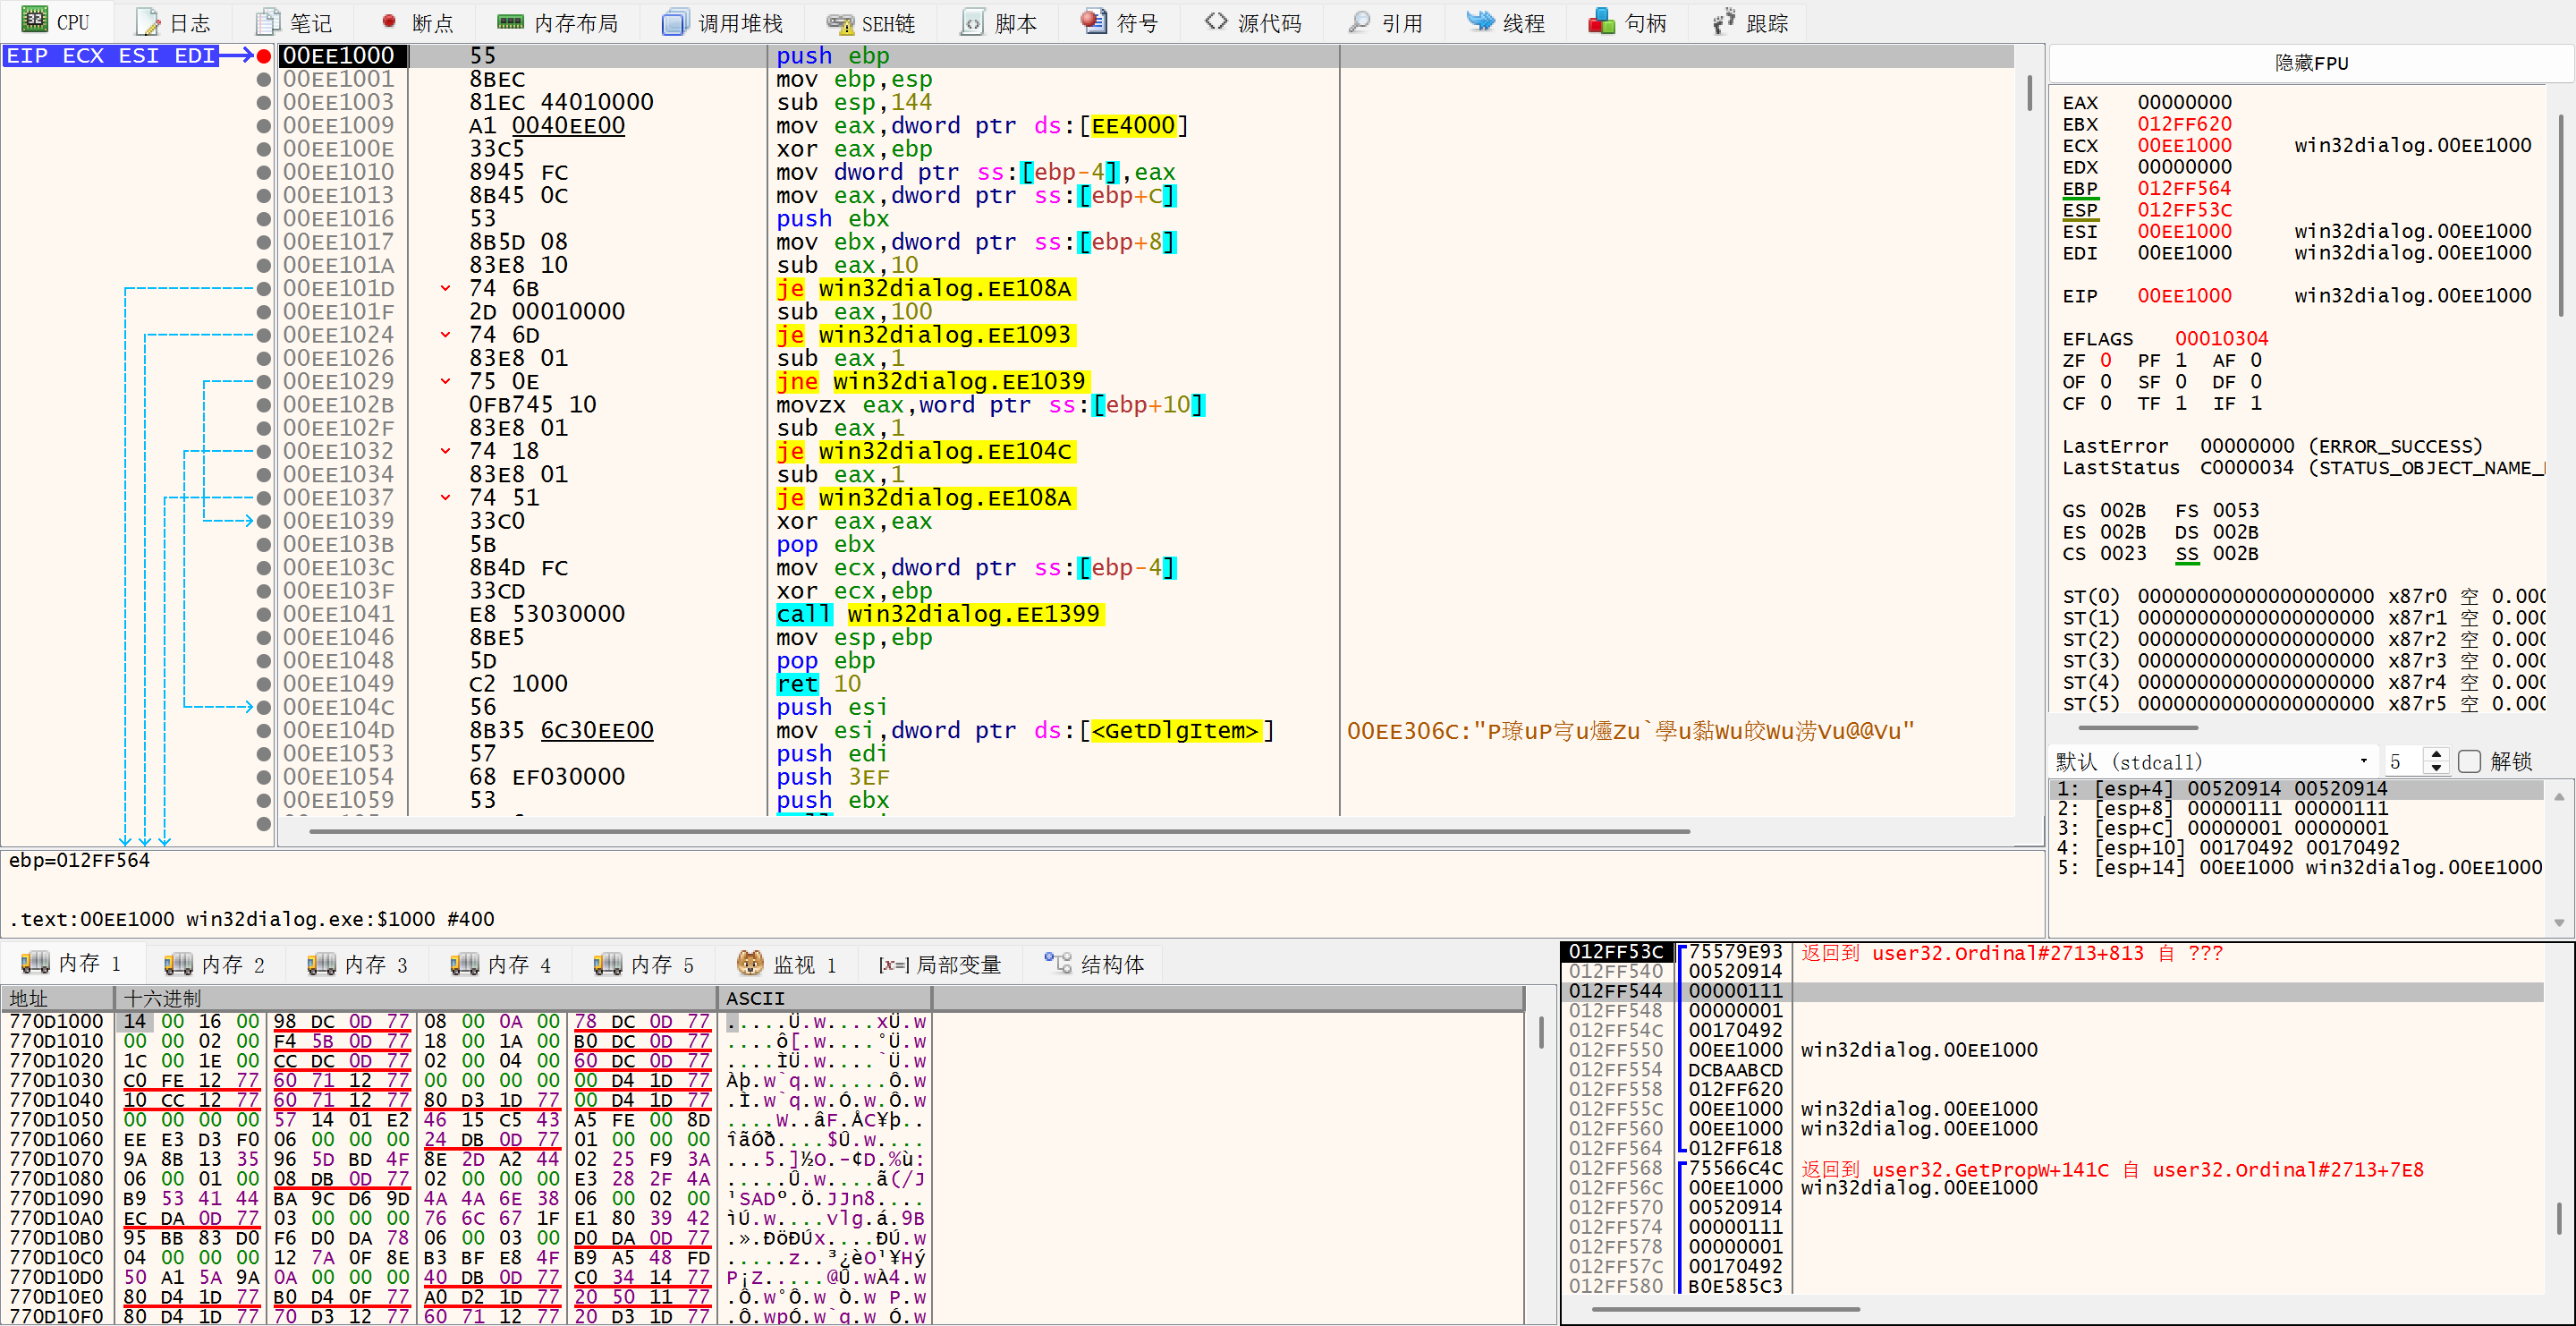 CPU 日志 笔记 断点 内存布局 调用堆栈 SEH链 脚本 符号 源代码 引用 线程 句柄 跟踪
EIP ECX ESI EDI
00EE1000 55 push ebp
00EE1001 8BEC mov ebp,esp
00EE1003 81EC 44010000 sub esp,144
00EE1009 A1 0040EE00 mov eax,dword ptr ds:[EE4000]
00EE100E 33C5 xor eax,ebp
00EE1010 8945 FC mov dword ptr ss:[ebp-4],eax
00EE1013 8B45 0C mov eax,dword ptr ss:[ebp+C]
00EE1016 53 push ebx
00EE1017 8B5D 08 mov ebx,dword ptr ss:[ebp+8]
00EE101A 83E8 10 sub eax,10
00EE101D 74 6B je win32dialog.EE108A
00EE101F 2D 00010000 sub eax,100
00EE1024 74 6D je win32dialog.EE1093
00EE1026 83E8 01 sub eax,1
00EE1029 75 0E jne win32dialog.EE1039
00EE102B 0FB745 10 movzx eax,word ptr ss:[ebp+10]
00EE102F 83E8 01 sub eax,1
00EE1032 74 18 je win32dialog.EE104C
00EE1034 83E8 01 sub eax,1
00EE1037 74 51 je win32dialog.EE108A
00EE1039 33C0 xor eax,eax
00EE103B 5B pop ebx
00EE103C 8B4D FC mov ecx,dword ptr ss:[ebp-4]
00EE103F 33CD xor ecx,ebp
00EE1041 E8 53030000 call win32dialog.EE1399
00EE1046 8BE5 mov esp,ebp
00EE1048 5D pop ebp
00EE1049 C2 1000 ret 10
00EE104C 56 push esi
00EE104D 8B35 6C30EE00 mov esi,dword ptr ds:[<GetDlgItem>] 00EE306C:"P璙uP穹u爧Zu`學u黏Wu皎Wu涝Vu@@Vu"
00EE1053 57 push edi
00EE1054 68 EF030000 push 3EF
00EE1059 53 push ebx
ebp=012FF564
.text:00EE1000 win32dialog.exe:$1000 #400
隐藏FPU
EAX 00000000
EBX 012FF620
ECX 00EE1000 win32dialog.00EE1000
EDX 00000000
EBP 012FF564
ESP 012FF53C
ESI 00EE1000 win32dialog.00EE1000
EDI 00EE1000 win32dialog.00EE1000
EIP 00EE1000 win32dialog.00EE1000
EFLAGS 00010304
ZF 0 PF 1 AF 0
OF 0 SF 0 DF 0
CF 0 TF 1 IF 1
LastError 00000000 (ERROR_SUCCESS)
LastStatus C0000034 (STATUS_OBJECT_NAME_
GS 002B FS 0053
ES 002B DS 002B
CS 0023 SS 002B
ST(0) 00000000000000000000 x87r0 空 0.000
ST(1) 00000000000000000000 x87r1 空 0.000
ST(2) 00000000000000000000 x87r2 空 0.000
ST(3) 00000000000000000000 x87r3 空 0.000
ST(4) 00000000000000000000 x87r4 空 0.000
ST(5) 00000000000000000000 x87r5 空 0.000
默认 (stdcall) 5 解锁
1: [esp+4] 00520914 00520914
2: [esp+8] 00000111 00000111
3: [esp+C] 00000001 00000001
4: [esp+10] 00170492 00170492
5: [esp+14] 00EE1000 win32dialog.00EE1000
内存 1 内存 2 内存 3 内存 4 内存 5 监视 1 [x=] 局部变量 结构体
地址 十六进制 ASCII
770D1000 14 00 16 00 98 DC 0D 77 08 00 0A 00 78 DC 0D 77 .....Ü.w....xÜ.w
770D1010 00 00 02 00 F4 5B 0D 77 18 00 1A 00 B0 DC 0D 77 ....ô[.w....°Ü.w
770D1020 1C 00 1E 00 CC DC 0D 77 02 00 04 00 60 DC 0D 77 ....ÌÜ.w....`Ü.w
770D1030 C0 FE 12 77 60 71 12 77 00 00 00 00 00 D4 1D 77 Àþ.w`q.w.....Ô.w
770D1040 10 CC 12 77 60 71 12 77 80 D3 1D 77 00 D4 1D 77 .Ì.w`q.w.Ó.w.Ô.w
770D1050 00 00 00 00 57 14 01 E2 46 15 C5 43 A5 FE 00 8D ....W..âF.ÅC¥þ..
770D1060 EE E3 D3 F0 06 00 00 00 24 DB 0D 77 01 00 00 00 îãÓð....$Û.w....
770D1070 9A 8B 13 35 96 5D BD 4F 8E 2D A2 44 02 25 F9 3A ...5.]½O.-¢D.%ù:
770D1080 06 00 01 00 08 DB 0D 77 02 00 00 00 E3 28 2F 4A .....Û.w....ã(/J
770D1090 B9 53 41 44 BA 9C D6 9D 4A 4A 6E 38 06 00 02 00 ¹SADº.Ö.JJn8....
770D10A0 EC DA 0D 77 03 00 00 00 76 6C 67 1F E1 80 39 42 ìÚ.w....vlg.á.9B
770D10B0 95 BB 83 D0 F6 D0 DA 78 06 00 03 00 D0 DA 0D 77 .».ÐöÐÚx....ÐÚ.w
770D10C0 04 00 00 00 12 7A 0F 8E B3 BF E8 4F B9 A5 48 FD .....z..³¿èO¹¥Hý
770D10D0 50 A1 5A 9A 0A 00 00 00 40 DB 0D 77 C0 34 14 77 P¡Z.....@Û.wÀ4.w
770D10E0 80 D4 1D 77 B0 D4 0F 77 A0 D2 1D 77 20 50 11 77 .Ô.w°Ô.w Ò.w P.w
770D10F0 80 D4 1D 77 70 D3 12 77 60 71 12 77 20 D3 1D 77 .Ô.wpÓ.w`q.w Ó.w
012FF53C 75579E93 返回到 user32.Ordinal#2713+813 自 ???
012FF540 00520914
012FF544 00000111
012FF548 00000001
012FF54C 00170492
012FF550 00EE1000 win32dialog.00EE1000
012FF554 DCBAABCD
012FF558 012FF620
012FF55C 00EE1000 win32dialog.00EE1000
012FF560 00EE1000 win32dialog.00EE1000
012FF564 012FF618
012FF568 75566C4C 返回到 user32.GetPropW+141C 自 user32.Ordinal#2713+7E8
012FF56C 00EE1000 win32dialog.00EE1000
012FF570 00520914
012FF574 00000111
012FF578 00000001
012FF57C 00170492
012FF580 B0E585C3